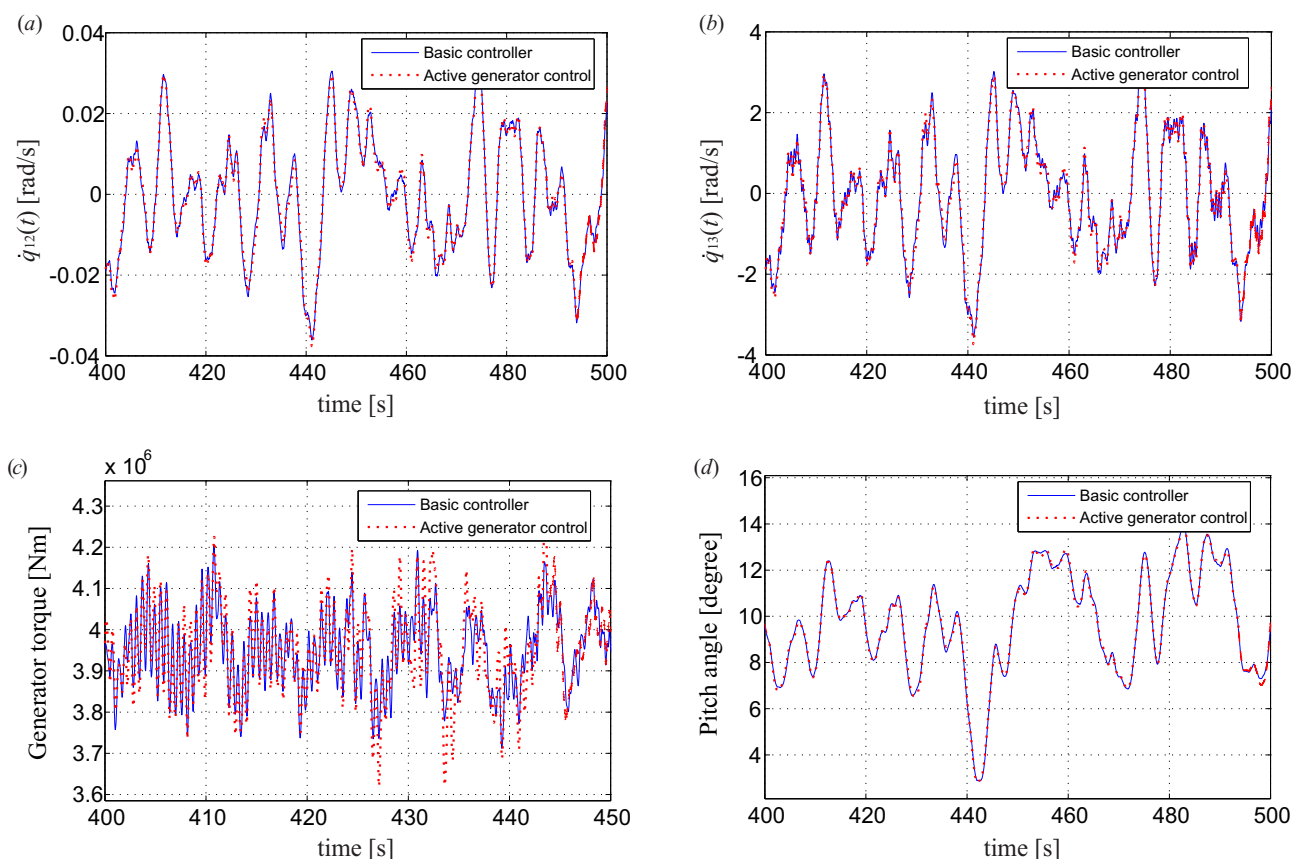 (a)
0.04
0.02
0
-0.02
-0.04
q̇12(t) [rad/s]
Basic controller
Active generator control
400
420
440
460
480
500
time [s]
(b)
4
2
0
-2
-4
q̇13(t) [rad/s]
Basic controller
Active generator control
400
420
440
460
480
500
time [s]
(c)
x 10^6
4.3
4.2
4.1
4
3.9
3.8
3.7
3.6
Generator torque [Nm]
Basic controller
Active generator control
400
410
420
430
440
450
time [s]
(d)
16
14
12
10
8
6
4
Pitch angle [degree]
Basic controller
Active generator control
400
420
440
460
480
500
time [s]